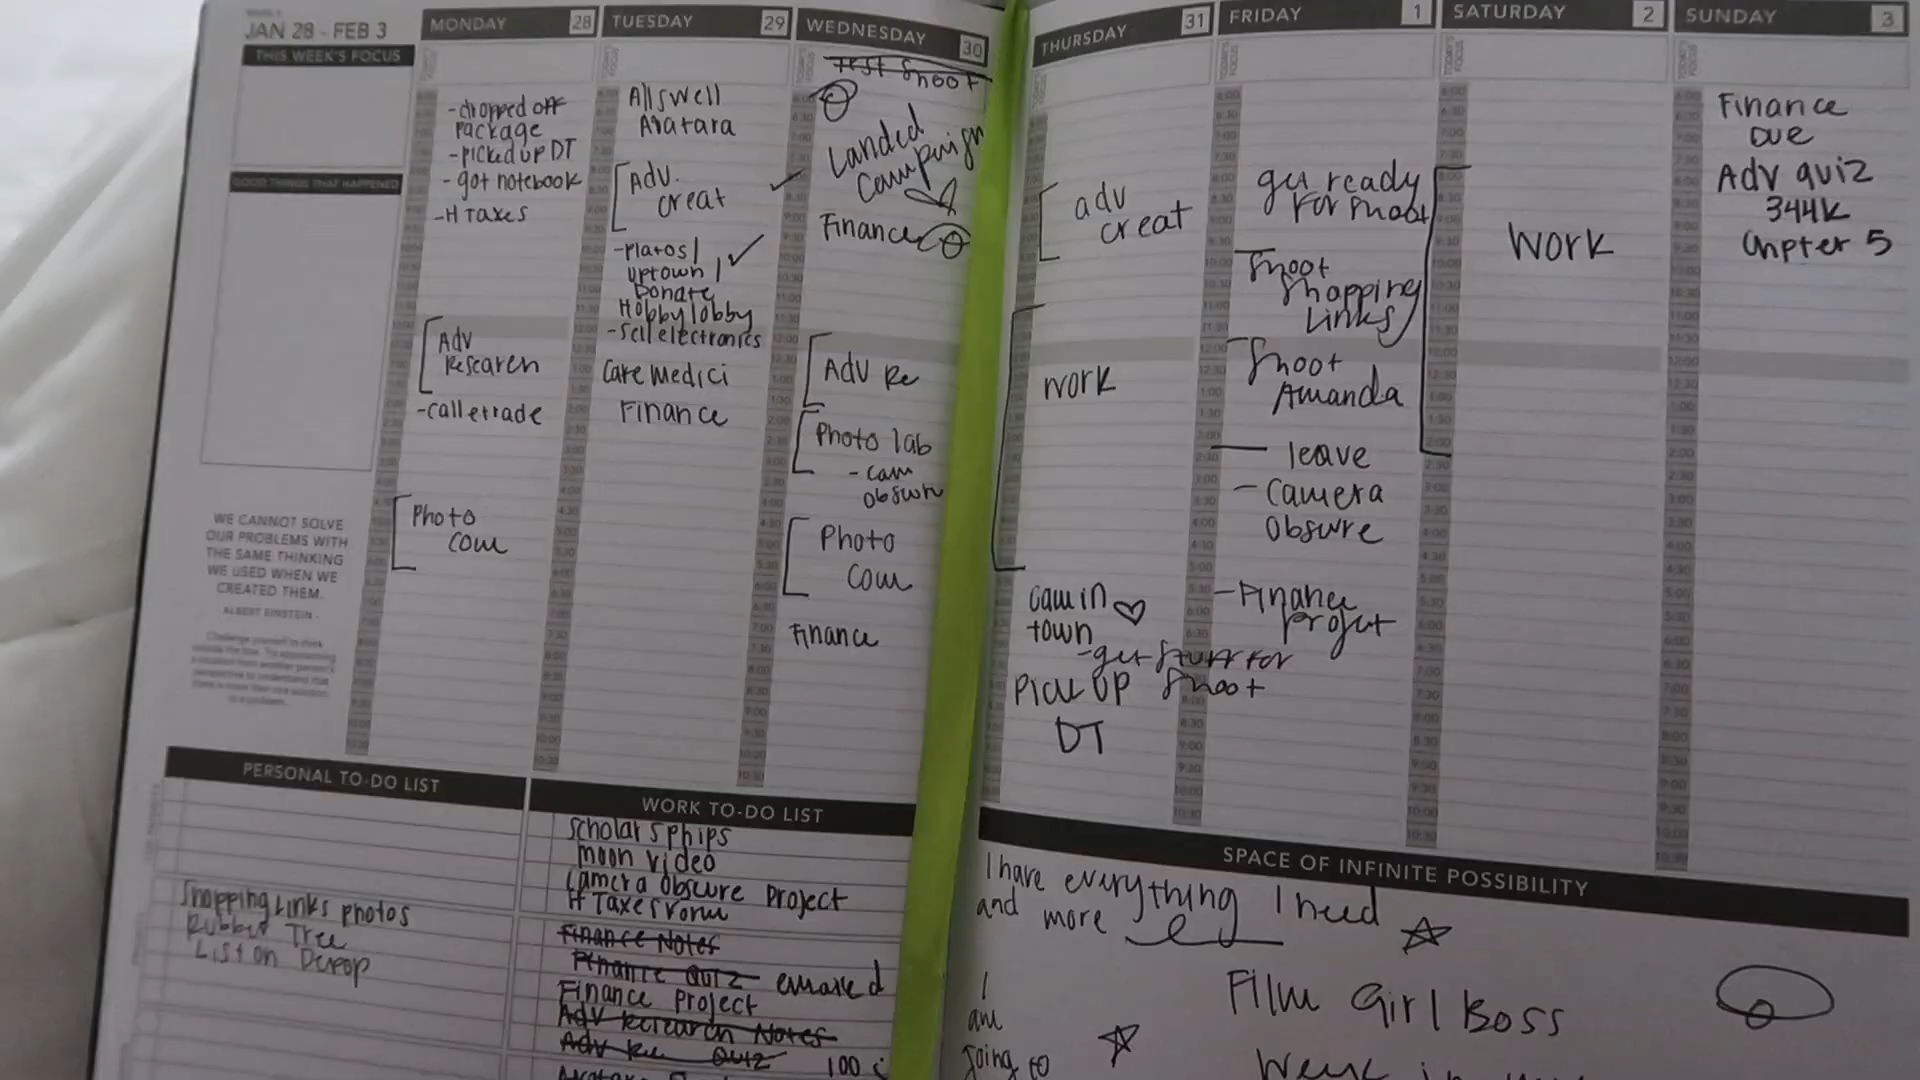 JAN 28 - FEB 3
THIS WEEK'S FOCUS
GOOD THINGS THAT HAPPENED
WE CANNOT SOLVE
OUR PROBLEMS WITH
THE SAME THINKING
WE USED WHEN WE
CREATED THEM.
- ALBERT EINSTEIN -
MONDAY 28
-dropped off
package
-picked up DT
- got notebook
-H Taxes
Adv
Research
-call etrade
Photo
com
TUESDAY 29
Allswell
Avatara
Adv.
creat
-platos/
uptown/
Donate
Hobby lobby
-sell electronics
care medici
Finance
WEDNESDAY 30
Test shoot
Landed
campaign
Finance
Adv Re
Photo lab
- cam
obscure
Photo
com
Finance
THURSDAY 31
adv
creat
work
cam in
town
-get stuff for
shoot
Pick up
DT
FRIDAY 1
get ready
for shoot
Shoot
Shopping
Links
Shoot
Amanda
leave
- Camera
Obscure
-Finance
project
SATURDAY 2
Work
SUNDAY 3
Finance
Due
Adv quiz
344K
Chpter 5
PERSONAL TO-DO LIST
Shopping Links photos
Rubber Tree
List on Depop
WORK TO-DO LIST
Scholarsphips
moon video
Camera Obscure Project
H Taxes form
Finance Notes
Finance Quiz emailed
Finance project
Adv Research Notes
Adv Re Quiz 100
SPACE OF INFINITE POSSIBILITY
I have everything I need
and more
I
am
going to
Film Girl Boss